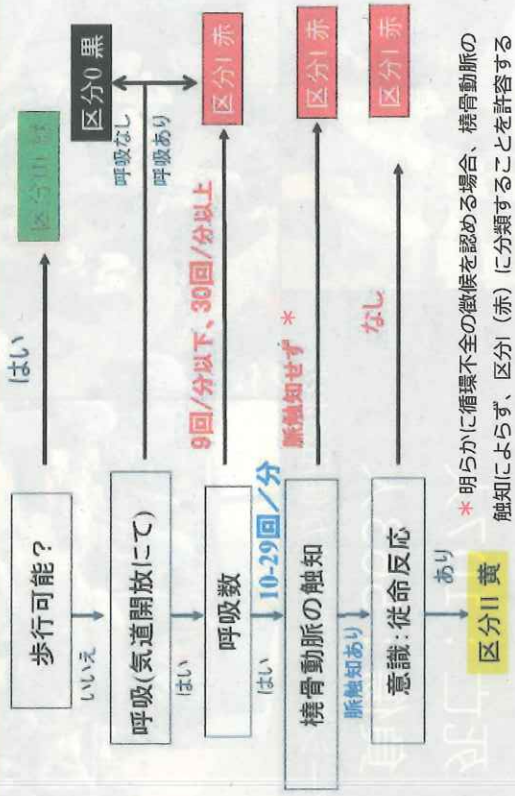 歩行可能?
はい
区分III 緑
いいえ
呼吸(気道開放にて)
呼吸なし
区分0 黒
呼吸あり
区分I 赤
はい
呼吸数
9回/分以下、30回/分以上
区分I 赤
はい
10-29回/分
橈骨動脈の触知
脈触知せず *
区分I 赤
脈触知あり
意識:従命反応
なし
あり
区分II 黄
* 明らかに循環不全の徴候を認める場合、橈骨動脈の
触知によらず、区分I(赤)に分類することを許容する